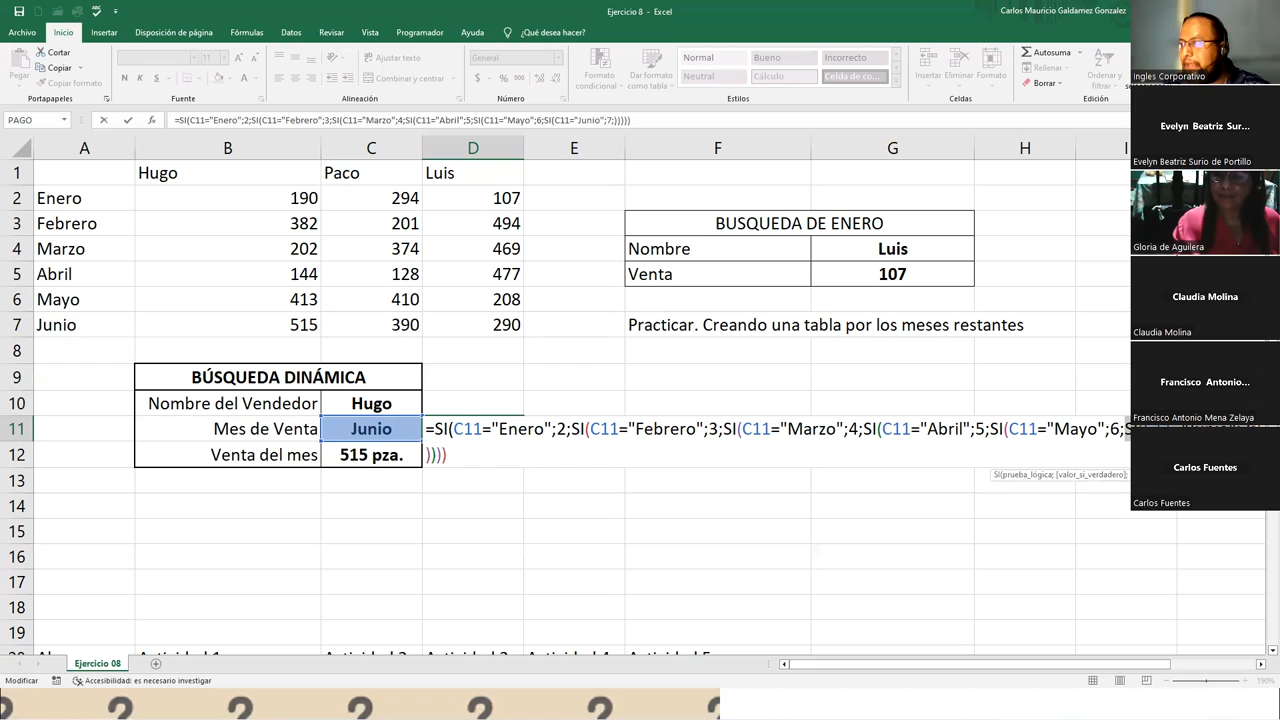 Ejercicio 8 - Excel
Carlos Mauricio Galdamez Gonzalez
Archivo Inicio Insertar Disposición de página Fórmulas Datos Revisar Vista Programador Ayuda ¿Qué desea hacer?
Pegar
Cortar
Copiar
Copiar formato
11
Ajustar texto
Combinar y centrar
General
Formato condicional
Dar formato como tabla
Normal Bueno Incorrecto
Neutral Cálculo Celda de co...
Insertar Eliminar Formato
Autosuma
Rellenar
Borrar
Ordenar y
Portapapeles Fuente Alineación Número Estilos Celdas Edición
PAGO
=SI(C11="Enero";2;SI(C11="Febrero";3;SI(C11="Marzo";4;SI(C11="Abril";5;SI(C11="Mayo";6;SI(C11="Junio";7;))))))
A B C D E F G H I
1 Hugo Paco Luis
2 Enero 190 294 107
3 Febrero 382 201 494 BUSQUEDA DE ENERO
4 Marzo 202 374 469 Nombre Luis
5 Abril 144 128 477 Venta 107
6 Mayo 413 410 208
7 Junio 515 390 290 Practicar. Creando una tabla por los meses restantes
8
9 BÚSQUEDA DINÁMICA
10 Nombre del Vendedor Hugo
11 Mes de Venta Junio =SI(C11="Enero";2;SI(C11="Febrero";3;SI(C11="Marzo";4;SI(C11="Abril";5;SI(C11="Mayo";6;
12 Venta del mes 515 pza. ))))
SI(prueba_lógica; [valor_si_verdadero];
13
14
15
16
17
18
19
Ejercicio 08
Modificar Accesibilidad: es necesario investigar
190%
Ingles Corporativo
Evelyn Beatriz Sur...
Evelyn Beatriz Surio de Portillo
Gloria de Aguilera
Claudia Molina
Claudia Molina
Francisco Antonio...
Francisco Antonio Mena Zelaya
Carlos Fuentes
Carlos Fuentes
? ? ? ? ? ?